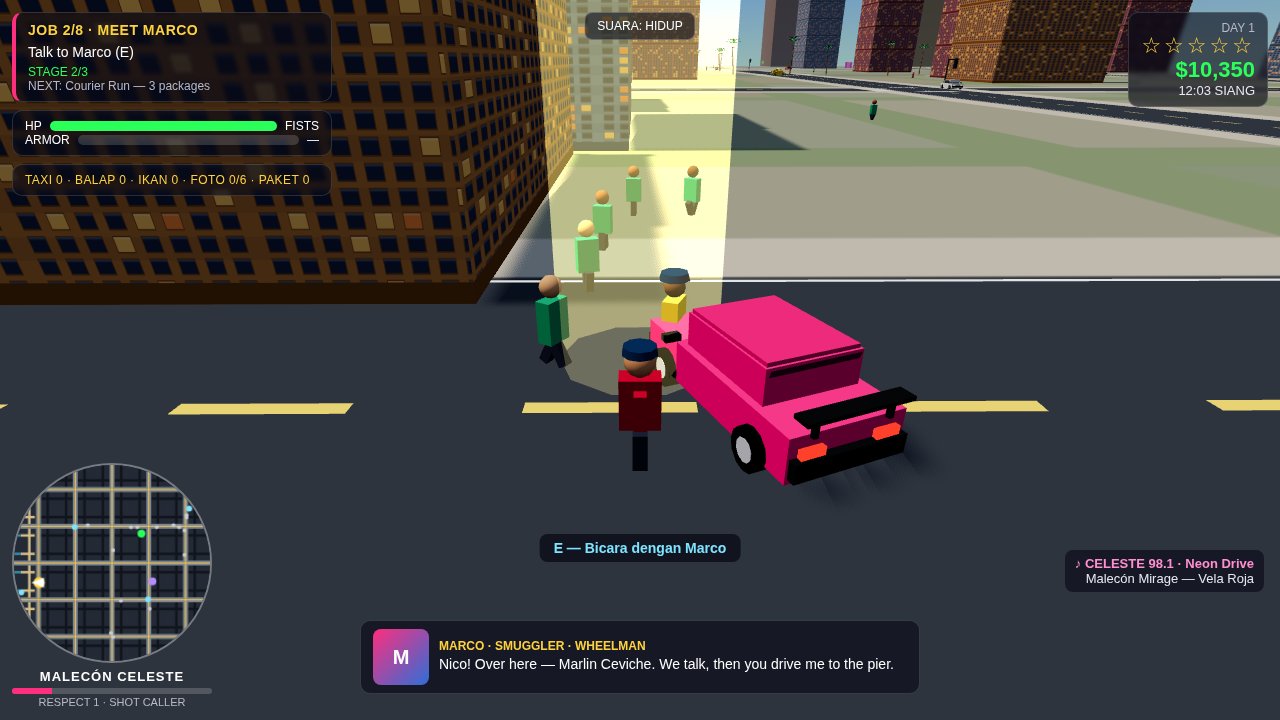 JOB 2/8 · MEET MARCO
Talk to Marco (E)
STAGE 2/3
NEXT: Courier Run — 3 packages
HP FISTS
ARMOR —
TAXI 0 · BALAP 0 · IKAN 0 · FOTO 0/6 · PAKET 0
SUARA: HIDUP
DAY 1
☆☆☆☆☆
$10,350
12:03 SIANG
E — Bicara dengan Marco
♪ CELESTE 98.1 · Neon Drive
Malecón Mirage — Vela Roja
M
MARCO · SMUGGLER · WHEELMAN
Nico! Over here — Marlin Ceviche. We talk, then you drive me to the pier.
MALECÓN CELESTE
RESPECT 1 · SHOT CALLER